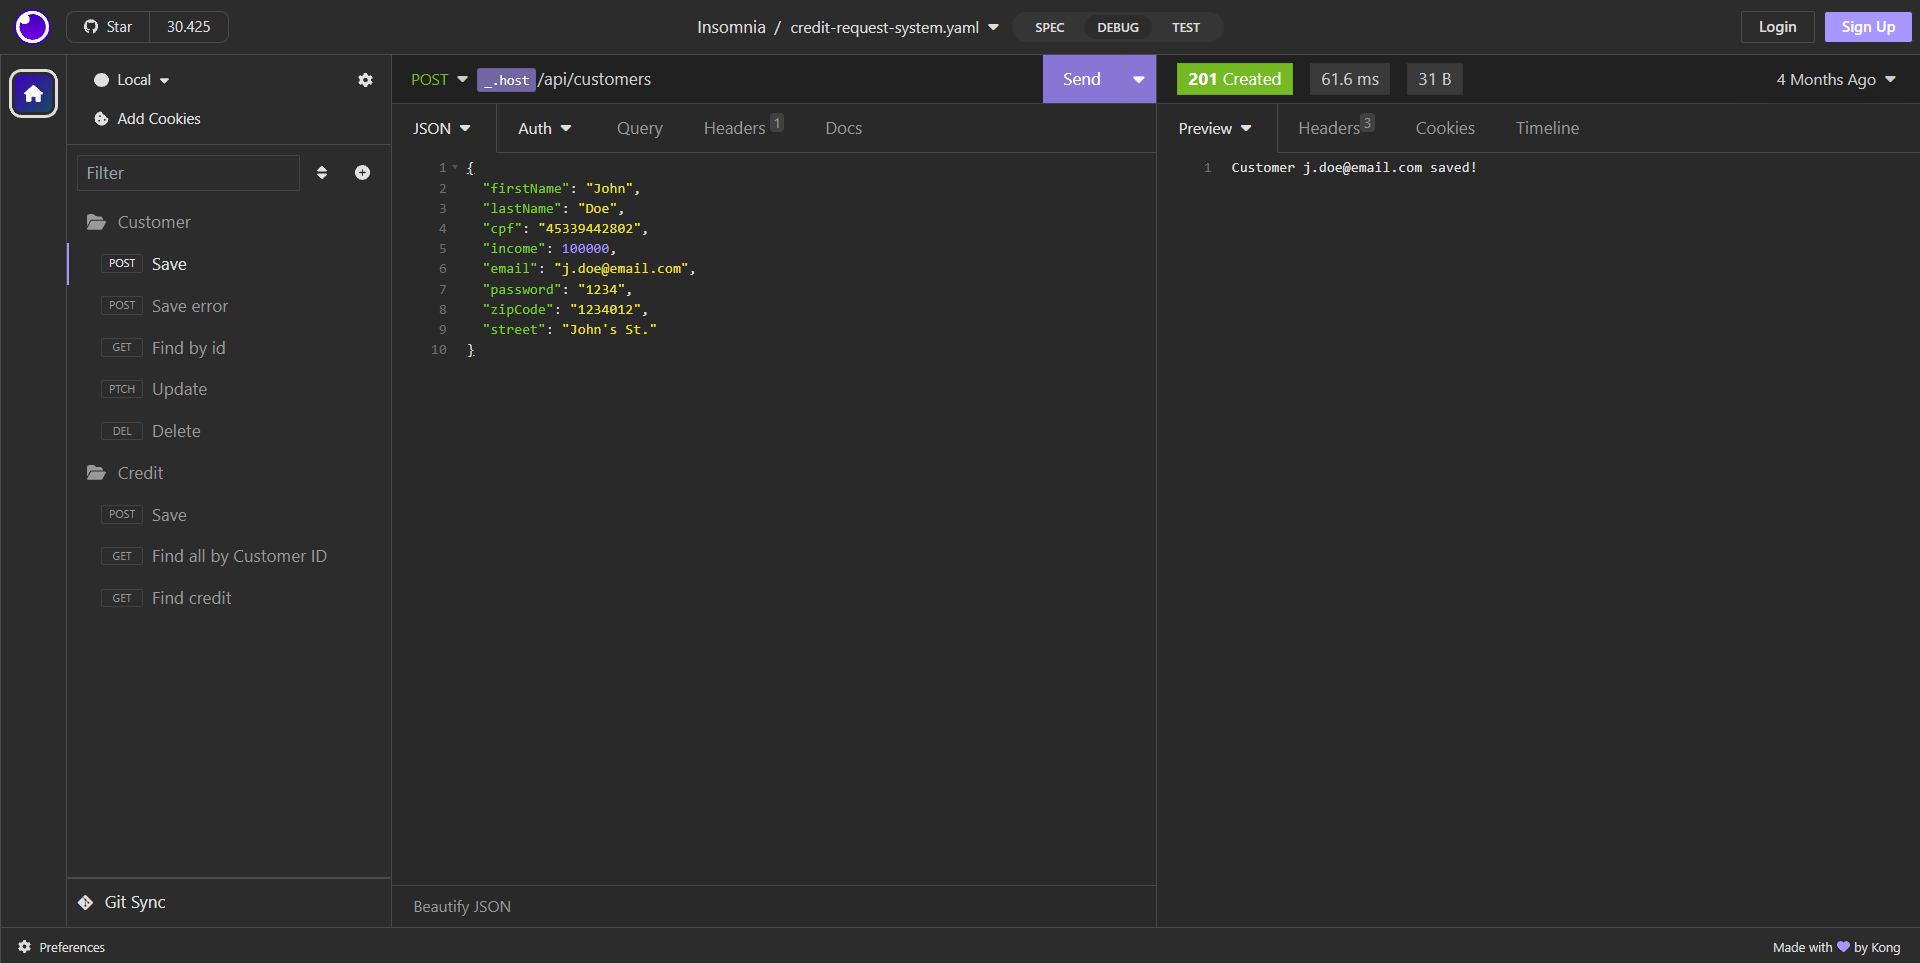 Star 30.425 Insomnia / credit-request-system.yaml SPEC DEBUG TEST Login Sign Up
Local
Add Cookies
Filter
Customer
POST Save
POST Save error
GET Find by id
PTCH Update
DEL Delete
Credit
POST Save
GET Find all by Customer ID
GET Find credit
Git Sync
POST _.host/api/customers Send
JSON Auth Query Headers 1 Docs
1 {
2 "firstName": "John",
3 "lastName": "Doe",
4 "cpf": "45339442802",
5 "income": 100000,
6 "email": "j.doe@email.com",
7 "password": "1234",
8 "zipCode": "1234012",
9 "street": "John's St."
10 }
Beautify JSON
201 Created 61.6 ms 31 B 4 Months Ago
Preview Headers 3 Cookies Timeline
1 Customer j.doe@email.com saved!
Preferences Made with by Kong